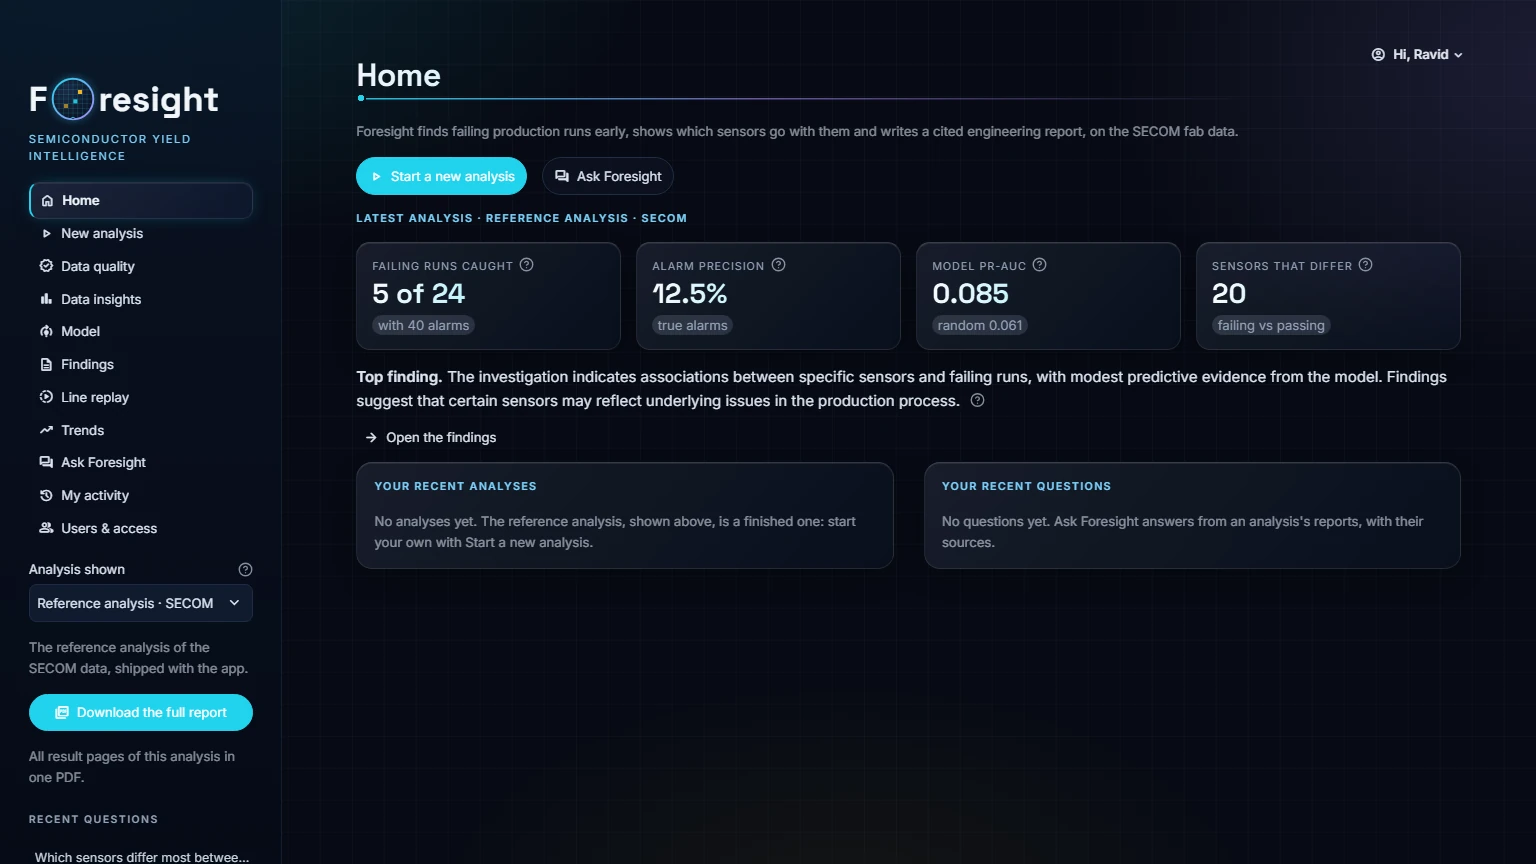 Foresight
SEMICONDUCTOR YIELD
INTELLIGENCE
Home
New analysis
Data quality
Data insights
Model
Findings
Line replay
Trends
Ask Foresight
My activity
Users & access
Analysis shown
Reference analysis · SECOM
The reference analysis of the
SECOM data, shipped with the app.
Download the full report
All result pages of this analysis in
one PDF.
RECENT QUESTIONS
Which sensors differ most betwee...
Hi, Ravid
Home
Foresight finds failing production runs early, shows which sensors go with them and writes a cited engineering report, on the SECOM fab data.
Start a new analysis
Ask Foresight
LATEST ANALYSIS · REFERENCE ANALYSIS · SECOM
FAILING RUNS CAUGHT
5 of 24
with 40 alarms
ALARM PRECISION
12.5%
true alarms
MODEL PR-AUC
0.085
random 0.061
SENSORS THAT DIFFER
20
failing vs passing
Top finding. The investigation indicates associations between specific sensors and failing runs, with modest predictive evidence from the model. Findings
suggest that certain sensors may reflect underlying issues in the production process.
Open the findings
YOUR RECENT ANALYSES
No analyses yet. The reference analysis, shown above, is a finished one: start
your own with Start a new analysis.
YOUR RECENT QUESTIONS
No questions yet. Ask Foresight answers from an analysis's reports, with their
sources.